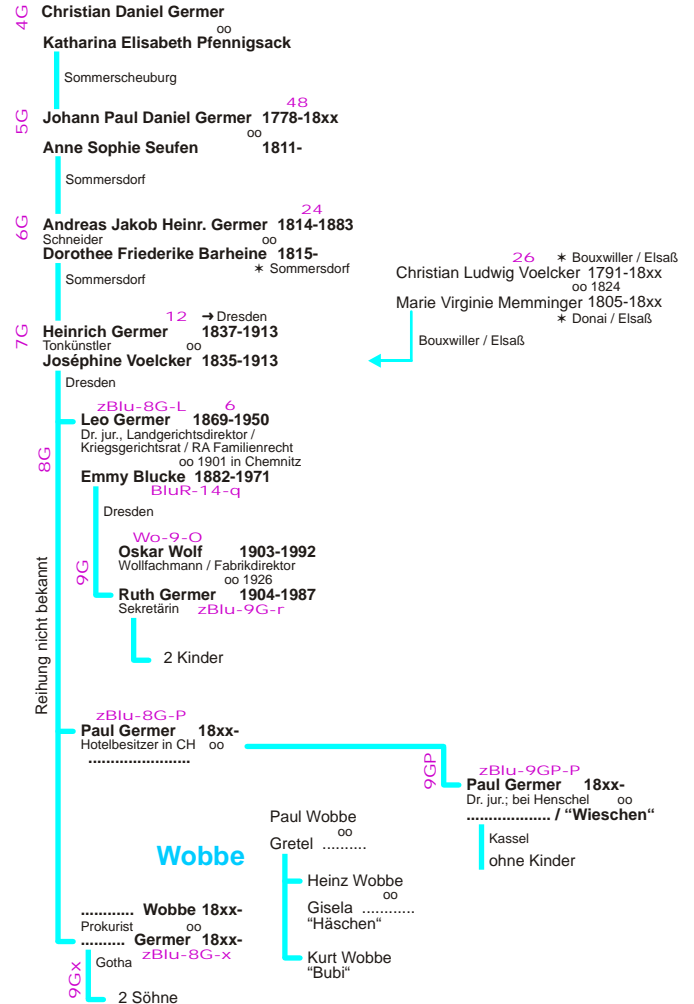 4G
Christian Daniel Germer
oo
Katharina Elisabeth Pfennigsack
Sommerscheuburg
5G
48
Johann Paul Daniel Germer 1778-18xx
oo
Anne Sophie Seufen 1811-
Sommersdorf
6G
24
Andreas Jakob Heinr. Germer 1814-1883
Schneider oo
Dorothee Friederike Barheine 1815-
✶ Sommersdorf
Sommersdorf
26 ✶ Bouxwiller / Elsaß
Christian Ludwig Voelcker 1791-18xx
oo 1824
Marie Virginie Memminger 1805-18xx
✶ Donai / Elsaß
Bouxwiller / Elsaß
7G
12 ➔ Dresden
Heinrich Germer 1837-1913
Tonkünstler oo
Joséphine Voelcker 1835-1913
Dresden
8G
Reihung nicht bekannt
zBlu-8G-L 6
Leo Germer 1869-1950
Dr. jur., Landgerichtsdirektor /
Kriegsgerichtsrat / RA Familienrecht
oo 1901 in Chemnitz
Emmy Blucke 1882-1971
BluR-14-q
Dresden
9G
Wo-9-O
Oskar Wolf 1903-1992
Wollfachmann / Fabrikdirektor
oo 1926
Ruth Germer 1904-1987
Sekretärin zBlu-9G-r
2 Kinder
zBlu-8G-P
Paul Germer 18xx-
Hotelbesitzer in CH oo
.......................
9GP
zBlu-9GP-P
Paul Germer 18xx-
Dr. jur.; bei Henschel oo
................... / “Wieschen“
Kassel
ohne Kinder
Wobbe
Paul Wobbe
oo
Gretel ..........
Heinz Wobbe
oo
Gisela ............
“Häschen“
Kurt Wobbe
“Bubi“
............ Wobbe 18xx-
Prokurist oo
.......... Germer 18xx-
zBlu-8G-x
9Gx
Gotha
2 Söhne